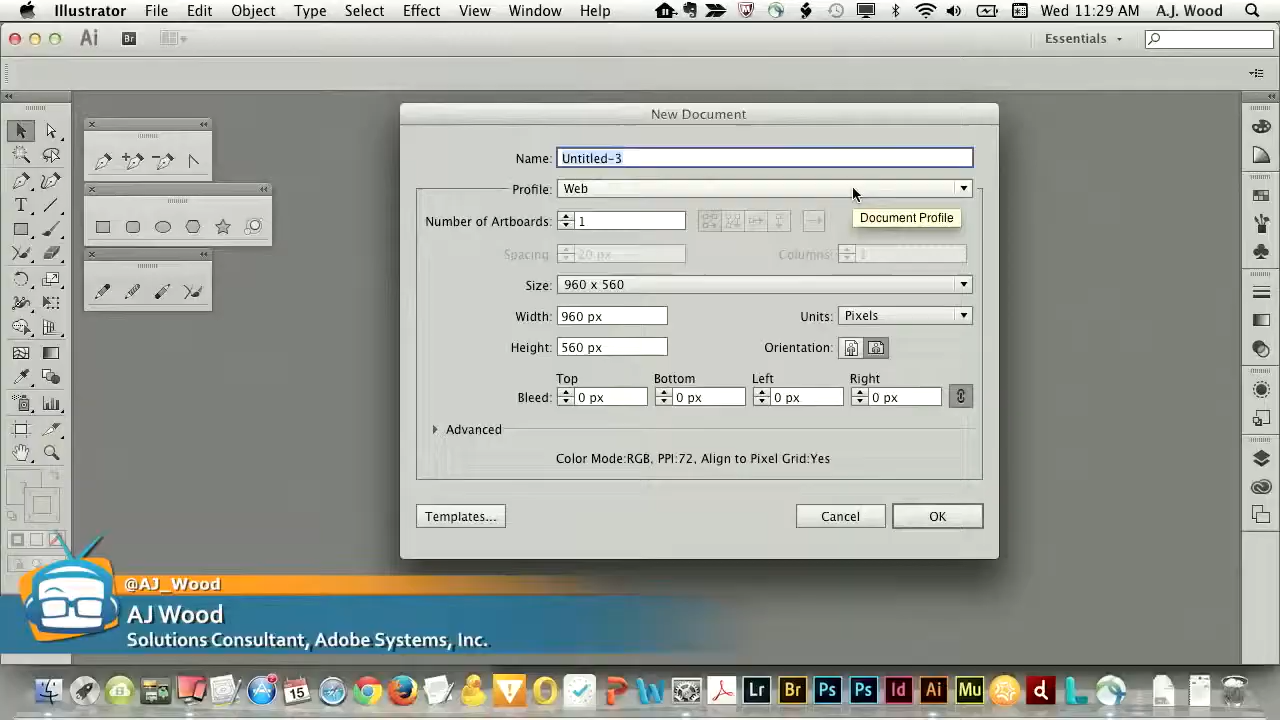 Illustrator File Edit Object Type Select Effect View Window Help Wed 11:29 AM A.J. Wood
Ai Br Essentials
New Document
Name: Untitled-3
Profile: Web
Number of Artboards: 1
Document Profile
Spacing: 20 px Columns: 1
Size: 960 x 560
Width: 960 px Units: Pixels
Height: 560 px Orientation:
Top Bottom Left Right
Bleed: 0 px 0 px 0 px 0 px
Advanced
Color Mode:RGB, PPI:72, Align to Pixel Grid:Yes
Templates... Cancel OK
@AJ_Wood
AJ Wood
Solutions Consultant, Adobe Systems, Inc.
15 Lr Br Ps Ps Id Ai Mu